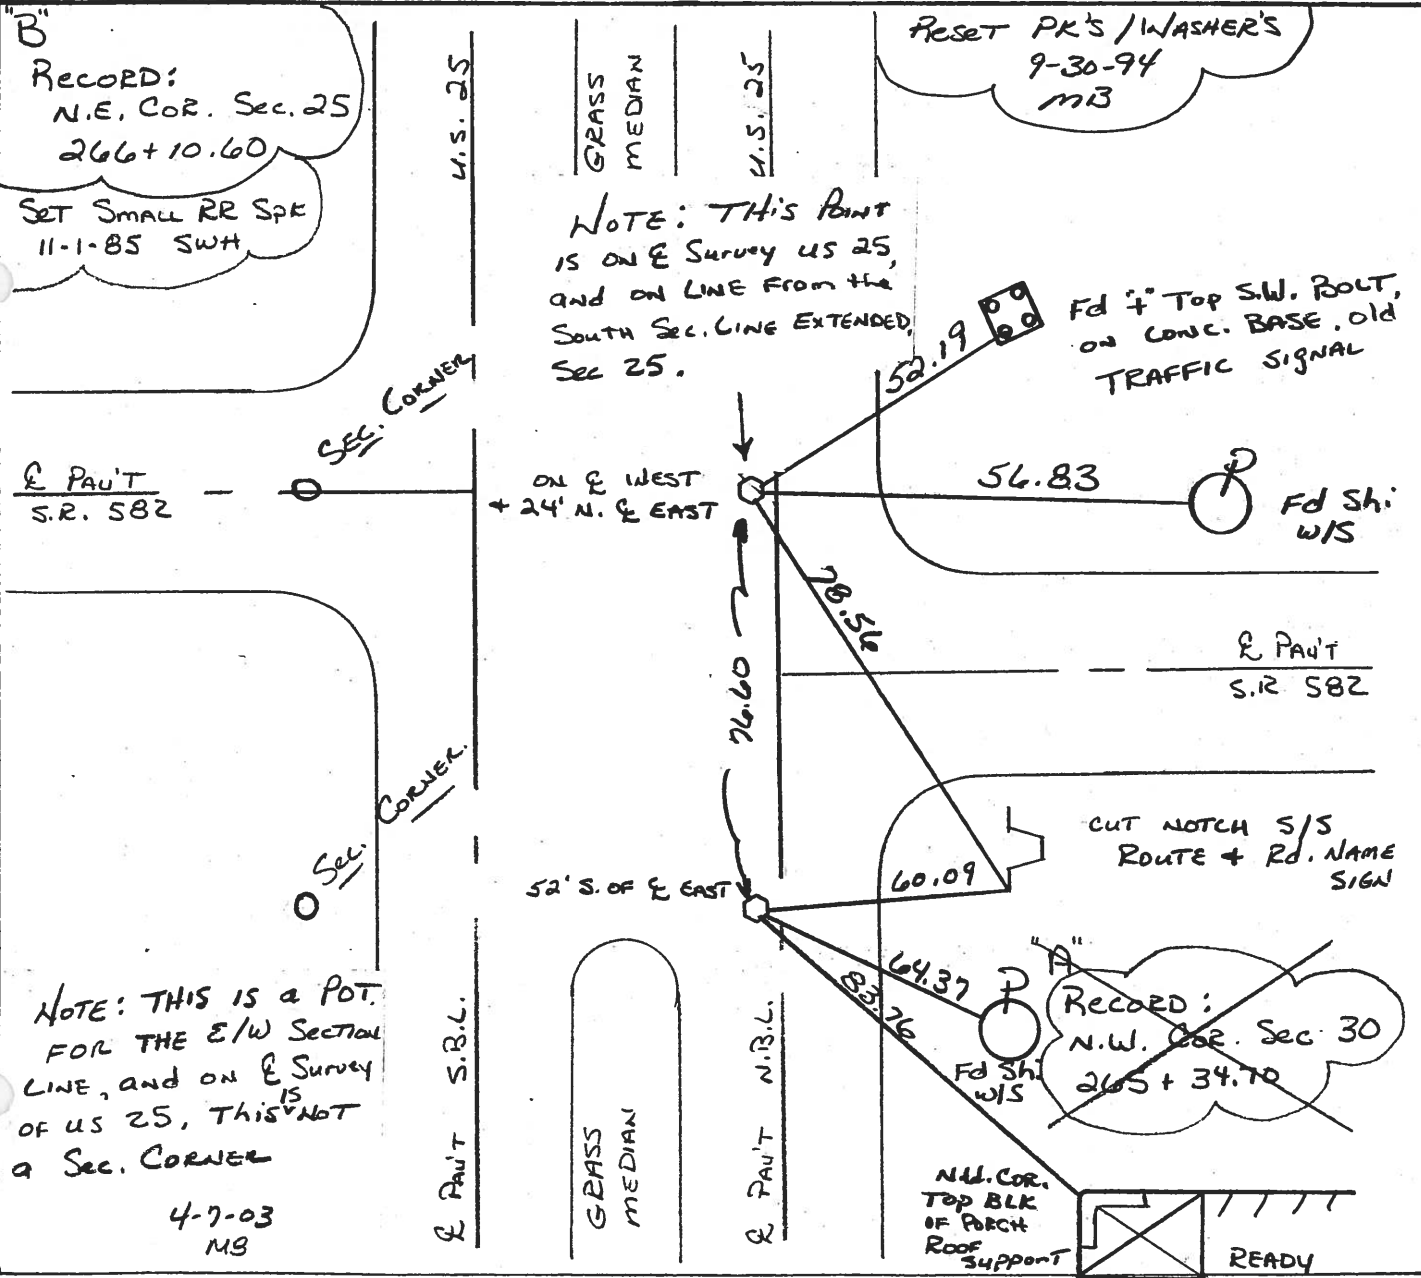 "B"
RECORD:
N.E. COR. Sec. 25
266+10.60
SET SMALL RR SPK
11-1-85 SWH
U.S. 25
GRASS
MEDIAN
U.S. 25
RESET PK'S / WASHER'S
9-30-94
MB
NOTE: THIS POINT
IS ON ℄ Survey US 25,
and ON LINE From the
SOUTH Sec. LINE EXTENDED,
Sec 25.
52.19
Fd "+" TOP S.W. BOLT,
ON CONC. BASE, old
TRAFFIC SIGNAL
SEC. CORNER
℄ PAV'T
S.R. 582
ON ℄ WEST
+ 24' N. ℄ EAST
56.83
Fd Sh:
W/S
78.56
76.60
℄ PAV'T
S.R. 582
Sec. CORNER.
CUT NOTCH S/S
ROUTE + Rd. NAME
SIGN
52' S. OF ℄ EAST
60.09
64.37
83.76
Fd Sh:
W/S
"A"
RECORD:
N.W. COR. Sec 30
265 + 34.70
NOTE: THIS IS a POT.
FOR THE E/W SECTION
LINE, and ON ℄ Survey
OF US 25, This IS NOT
a Sec. CORNER
4-7-03
℄ PAV'T S.B.L.
GRASS
MEDIAN
℄ PAV'T N.B.L.
N.W. COR.
TOP BLK
OF PORCH
ROOF
SUPPORT
READY